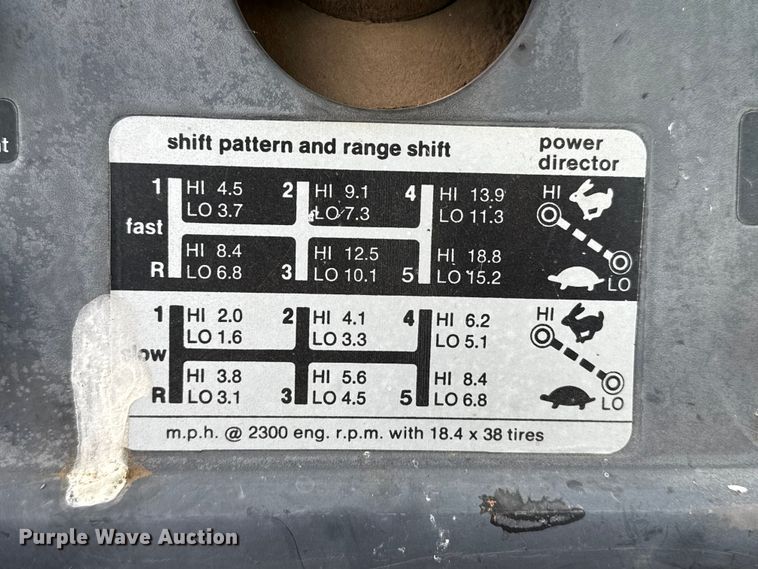 shift pattern and range shift power director
1 HI 4.5 2 HI 9.1 4 HI 13.9 HI
LO 3.7 LO 7.3 LO 11.3
fast
HI 8.4 HI 12.5 HI 18.8
R LO 6.8 3 LO 10.1 5 LO 15.2 LO
1 HI 2.0 2 HI 4.1 4 HI 6.2 HI
LO 1.6 LO 3.3 LO 5.1
slow
HI 3.8 HI 5.6 HI 8.4
R LO 3.1 3 LO 4.5 5 LO 6.8 LO
m.p.h. @ 2300 eng. r.p.m. with 18.4 x 38 tires
Purple Wave Auction